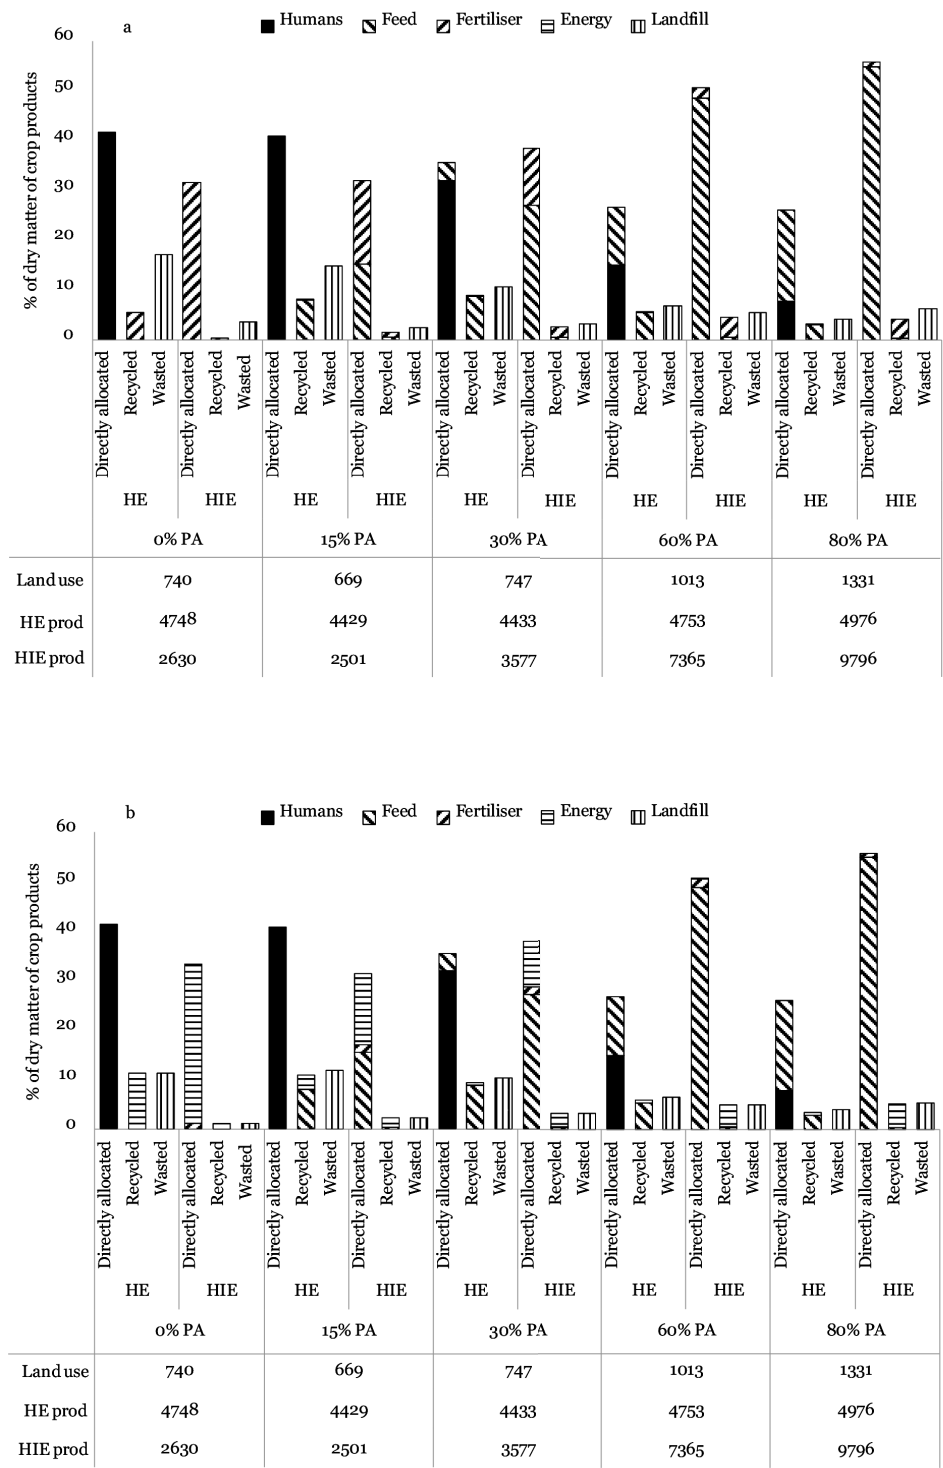 a
Humans Feed Fertiliser Energy Landfill
% of dry matter of crop products
60
50
40
30
20
10
0
Directly allocated Recycled Wasted Directly allocated Recycled Wasted Directly allocated Recycled Wasted Directly allocated Recycled Wasted Directly allocated Recycled Wasted Directly allocated Recycled Wasted Directly allocated Recycled Wasted Directly allocated Recycled Wasted Directly allocated Recycled Wasted Directly allocated Recycled Wasted
HE HIE HE HIE HE HIE HE HIE HE HIE
0% PA 15% PA 30% PA 60% PA 80% PA
Land use 740 669 747 1013 1331
HE prod 4748 4429 4433 4753 4976
HIE prod 2630 2501 3577 7365 9796
b
Humans Feed Fertiliser Energy Landfill
% of dry matter of crop products
60
50
40
30
20
10
0
Directly allocated Recycled Wasted Directly allocated Recycled Wasted Directly allocated Recycled Wasted Directly allocated Recycled Wasted Directly allocated Recycled Wasted Directly allocated Recycled Wasted Directly allocated Recycled Wasted Directly allocated Recycled Wasted Directly allocated Recycled Wasted Directly allocated Recycled Wasted
HE HIE HE HIE HE HIE HE HIE HE HIE
0% PA 15% PA 30% PA 60% PA 80% PA
Land use 740 669 747 1013 1331
HE prod 4748 4429 4433 4753 4976
HIE prod 2630 2501 3577 7365 9796